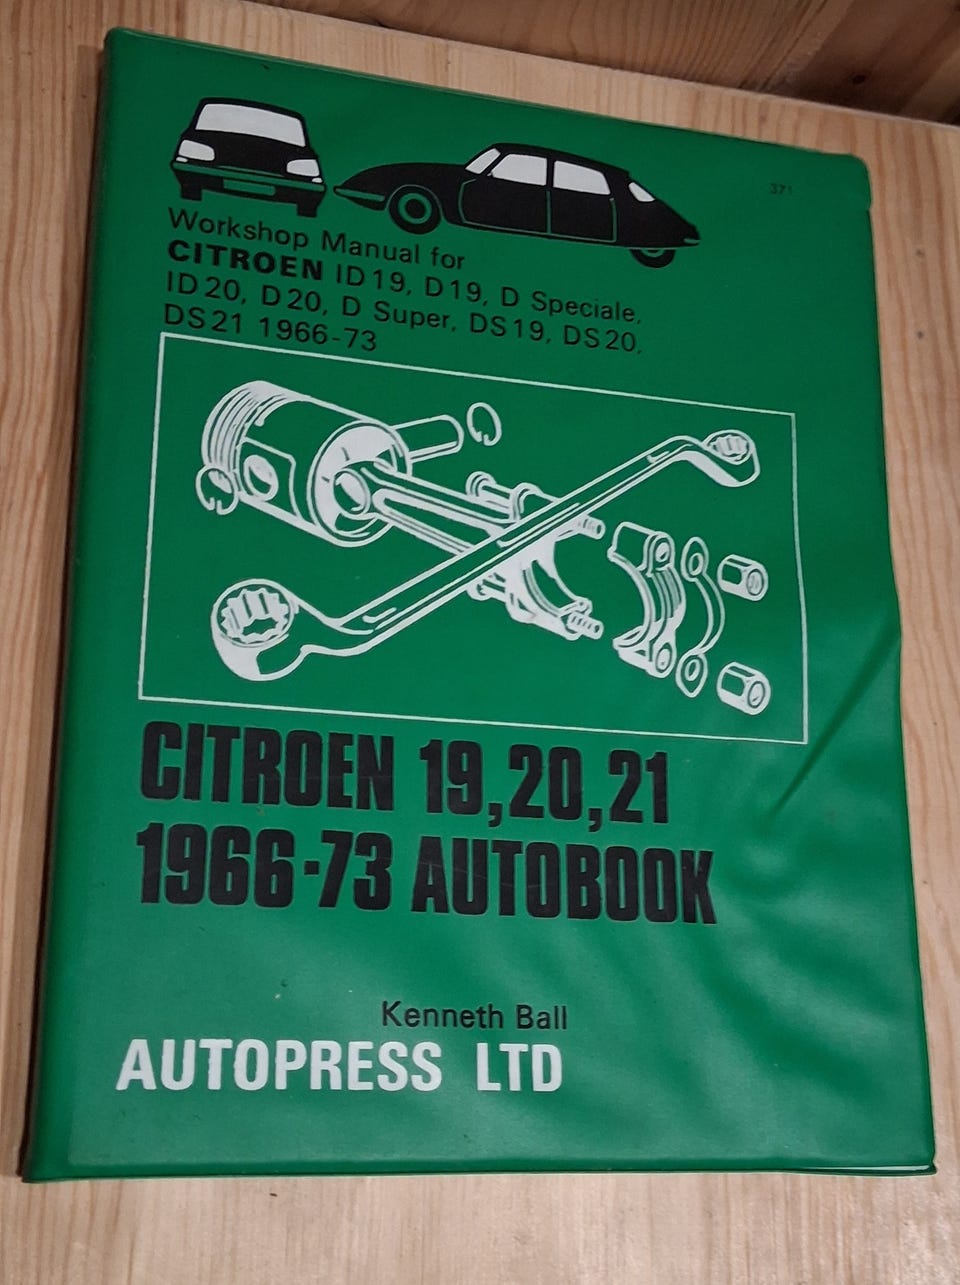 371
Workshop Manual for
CITROEN ID19, D19, D Speciale,
ID20, D20, D Super, DS19, DS20,
DS21 1966-73
CITROEN 19,20,21
1966-73 AUTOBOOK
Kenneth Ball
AUTOPRESS LTD